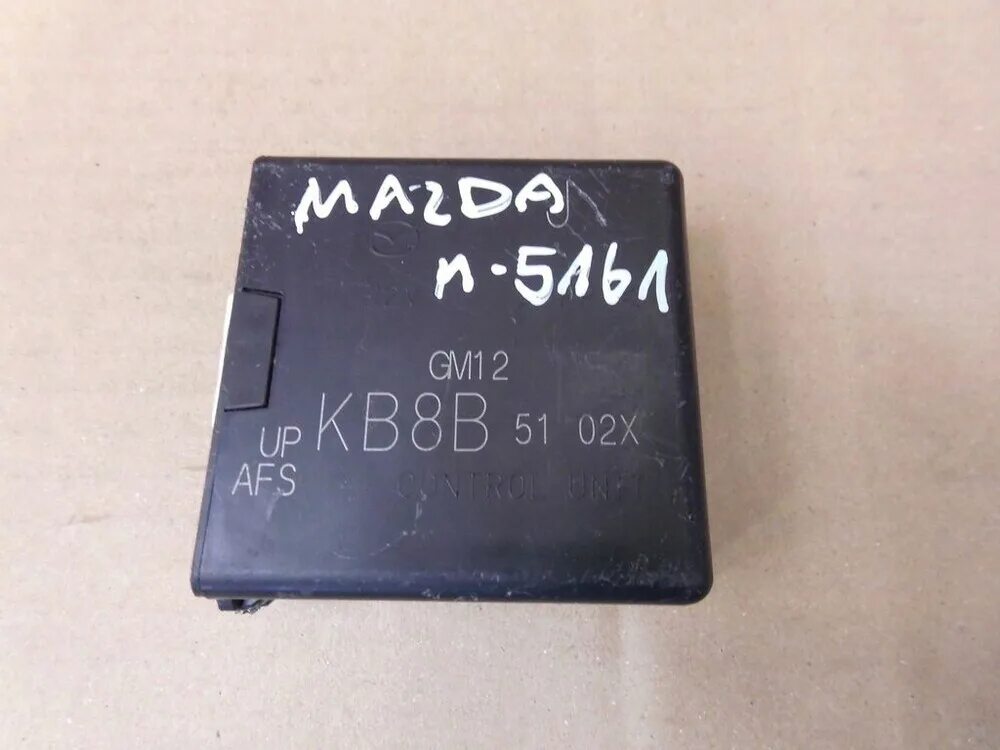 MAZDA
n-5161
GM12
KB8B 51 02X
UP
AFS
CONTROL UNIT